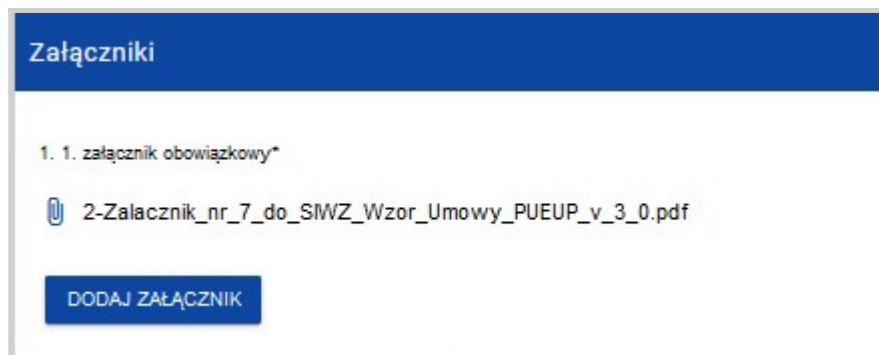 Załączniki
1. 1. załącznik obowiązkowy*
2-Zalacznik_nr_7_do_SIWZ_Wzor_Umowy_PUEUP_v_3_0.pdf
DODAJ ZAŁĄCZNIK